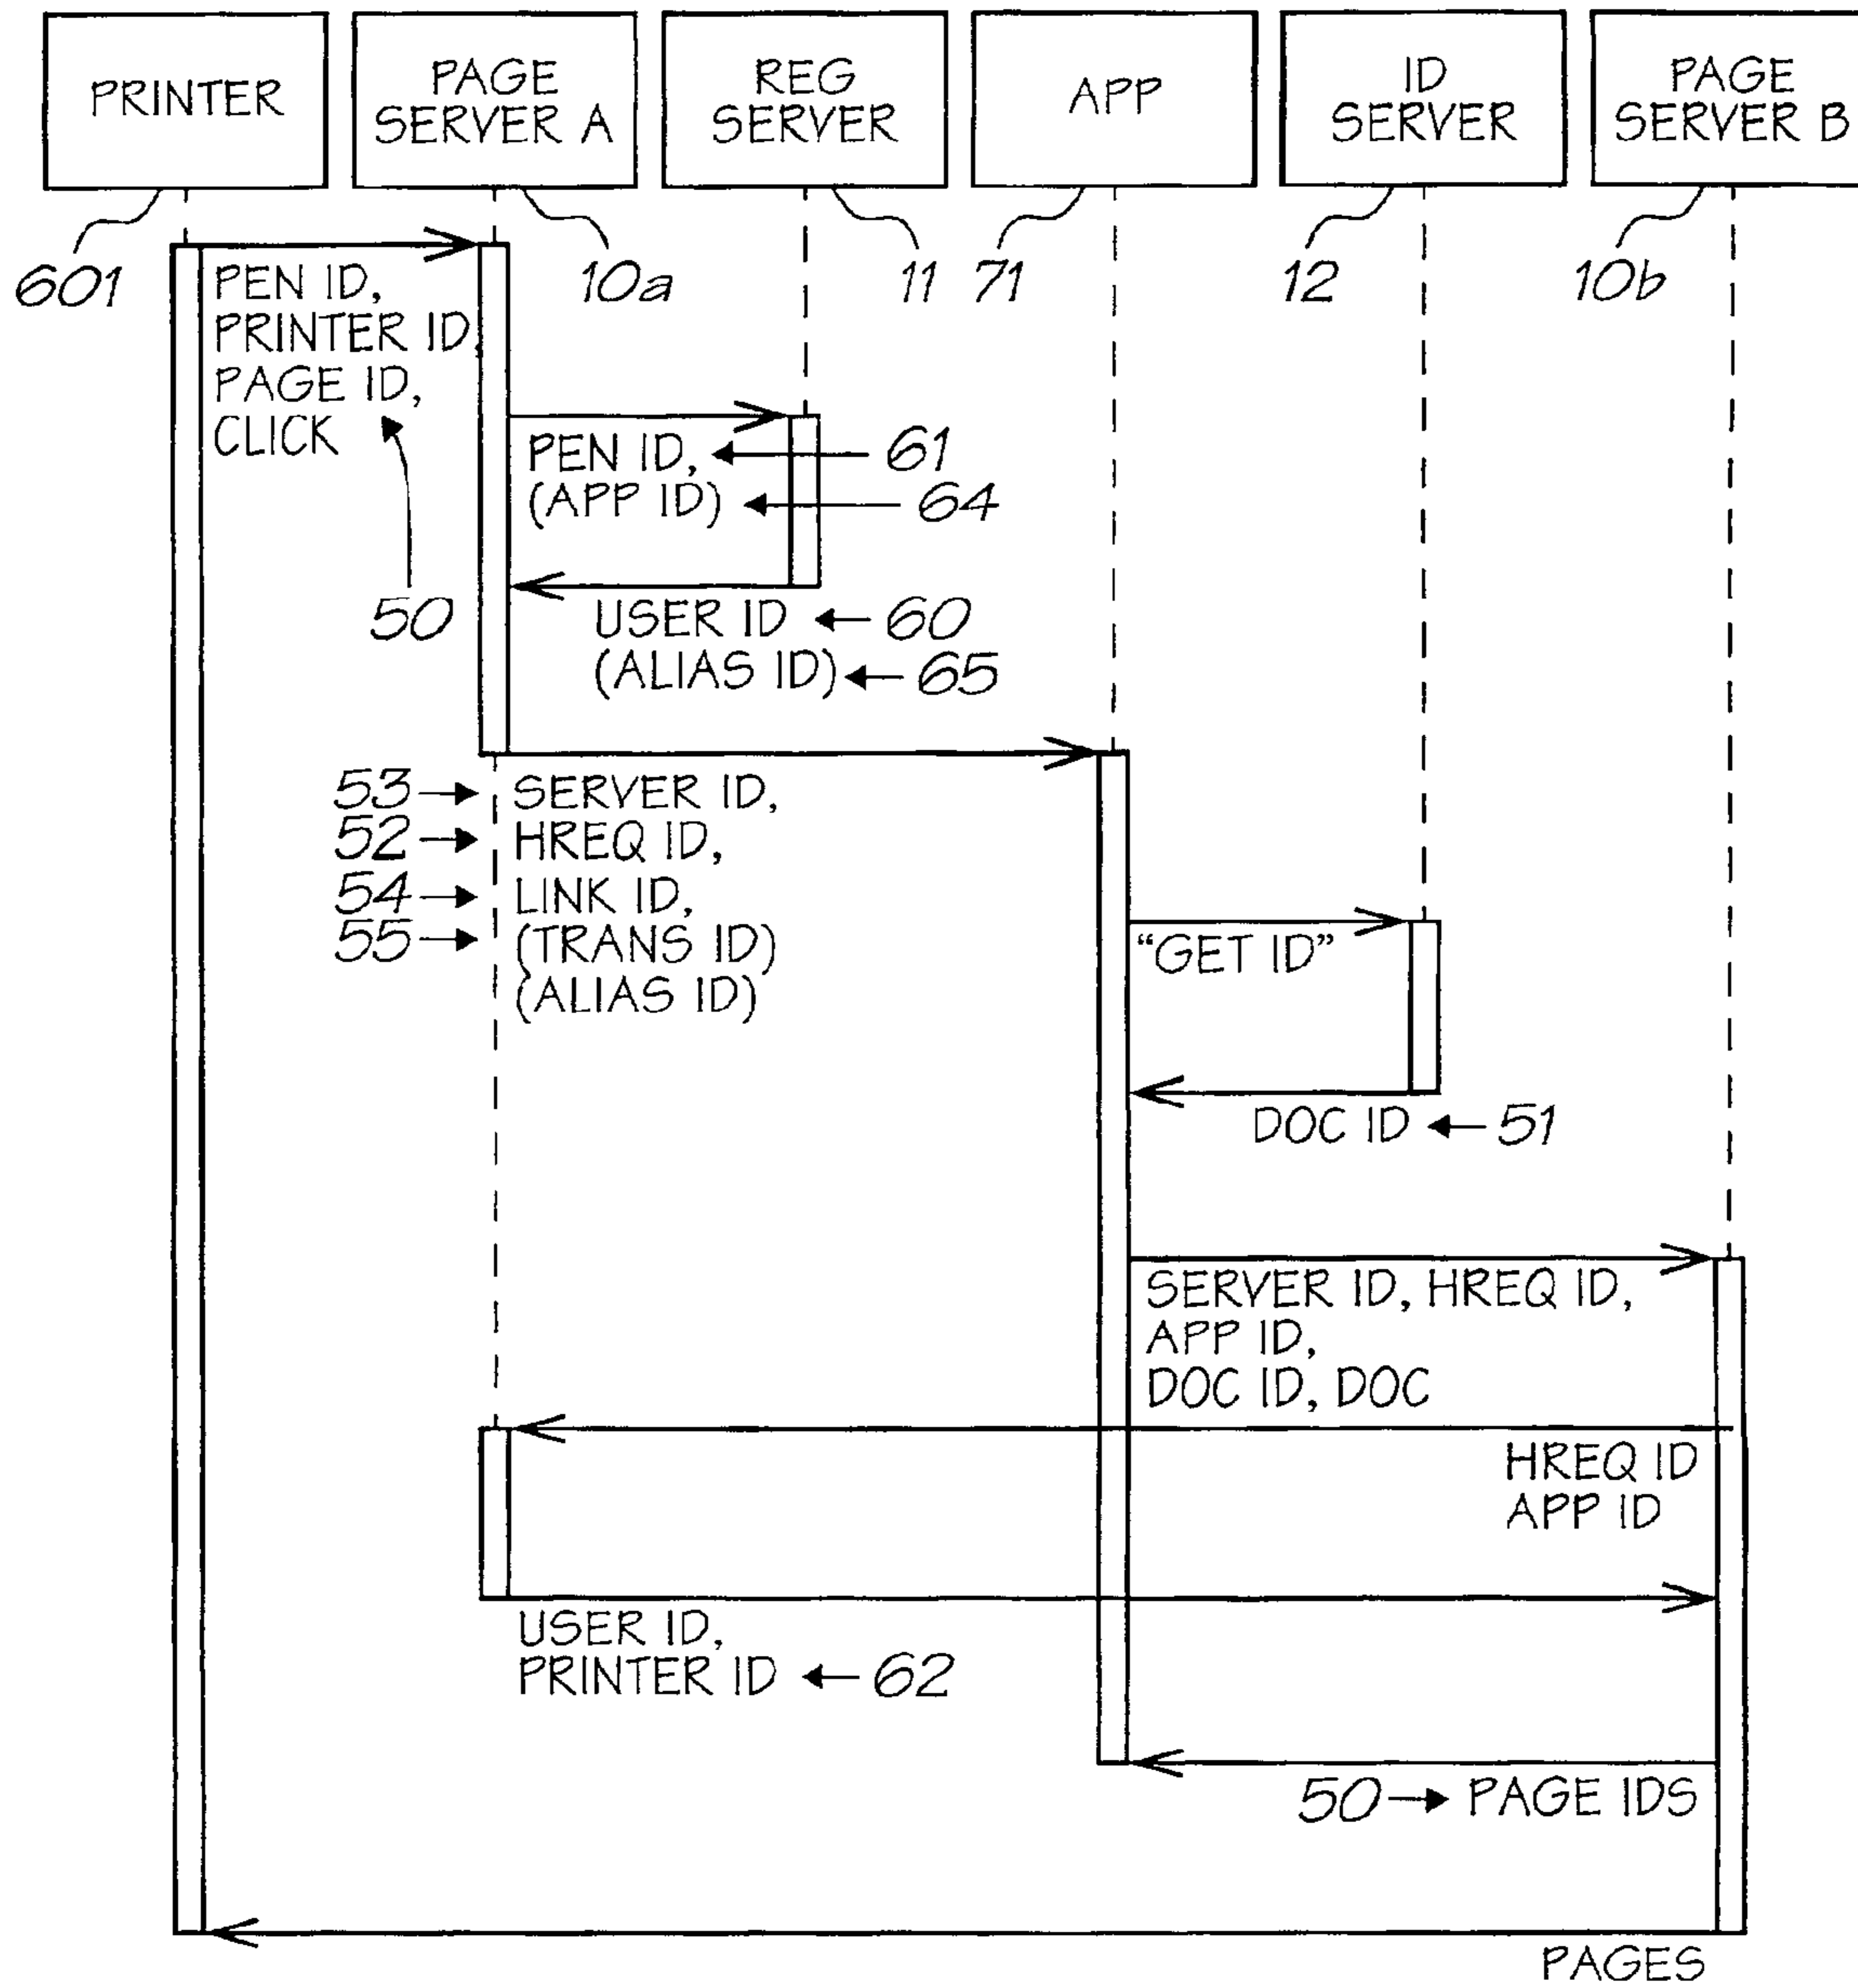 PRINTER
PAGE
SERVER A
REG
SERVER
APP
ID
SERVER
PAGE
SERVER B
601
10a
11
71
12
10b
PEN ID,
PRINTER ID,
PAGE ID,
CLICK
50
PEN ID,
61
(APP ID)
64
USER ID
60
(ALIAS ID)
65
53
SERVER ID,
52
HREQ ID,
54
LINK ID,
55
(TRANS ID)
(ALIAS ID)
“GET ID”
DOC ID
51
SERVER ID, HREQ ID,
APP ID,
DOC ID, DOC
HREQ ID
APP ID
USER ID,
PRINTER ID
62
50
PAGE IDS
PAGES